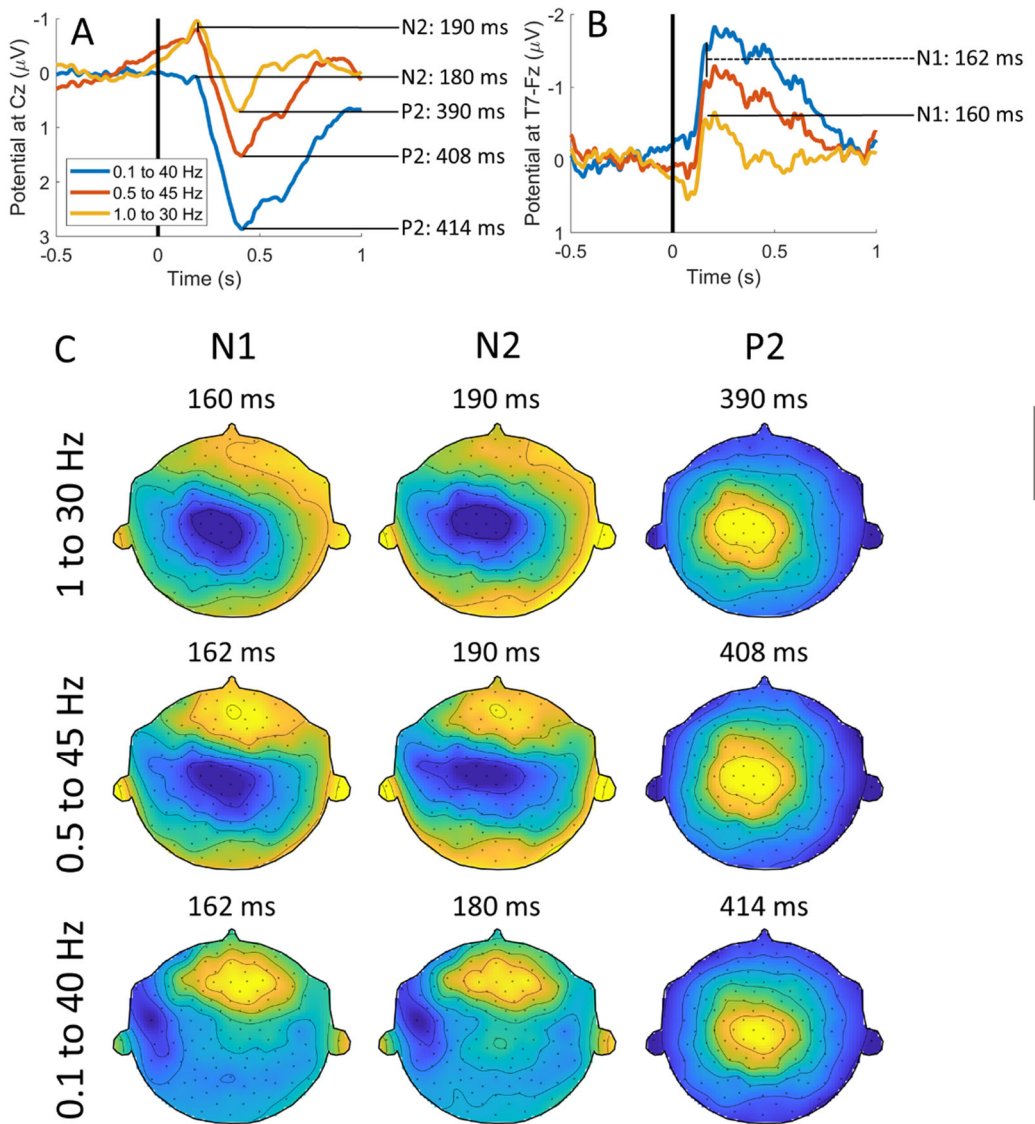 A
Potential at Cz (μV)
-1
0
1
2
3
-0.5
0
0.5
1
Time (s)
0.1 to 40 Hz
0.5 to 45 Hz
1.0 to 30 Hz
N2: 190 ms
N2: 180 ms
P2: 390 ms
P2: 408 ms
P2: 414 ms
B
Potential at T7-Fz (μV)
-2
-1
0
1
-0.5
0
0.5
1
Time (s)
N1: 162 ms
N1: 160 ms
C
N1 N2 P2
1 to 30 Hz
160 ms 190 ms 390 ms
0.5 to 45 Hz
162 ms 190 ms 408 ms
0.1 to 40 Hz
162 ms 180 ms 414 ms